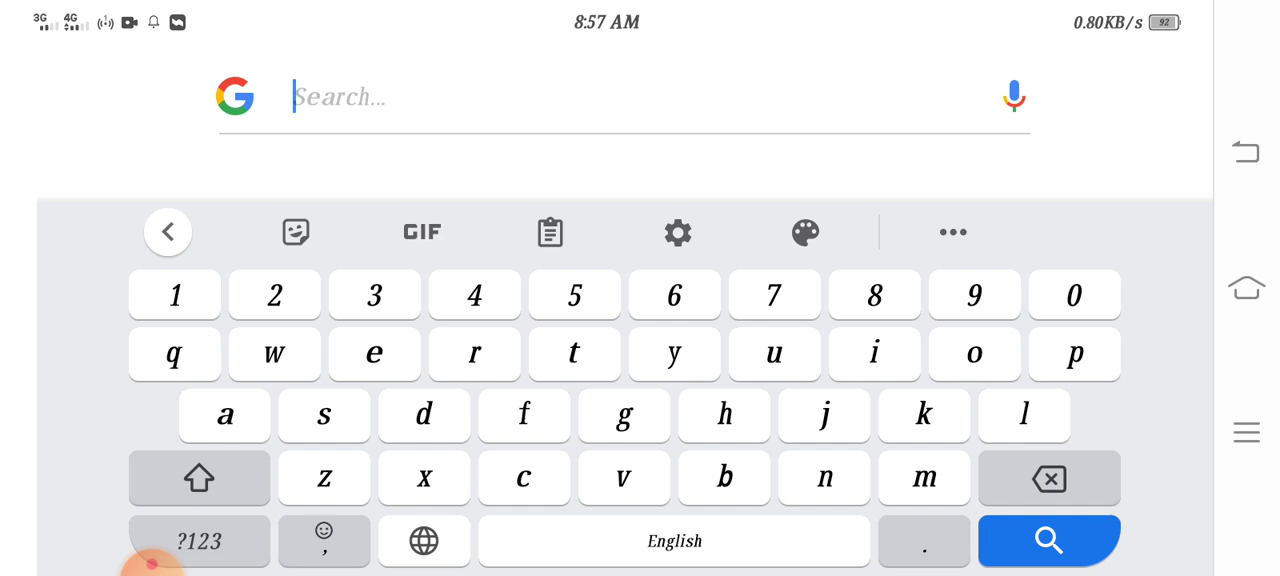 3G 4G 8:57 AM 0.80KB/s 92
G Search...
GIF
1 2 3 4 5 6 7 8 9 0
q w e r t y u i o p
a s d f g h j k l
z x c v b n m
?123 , English .